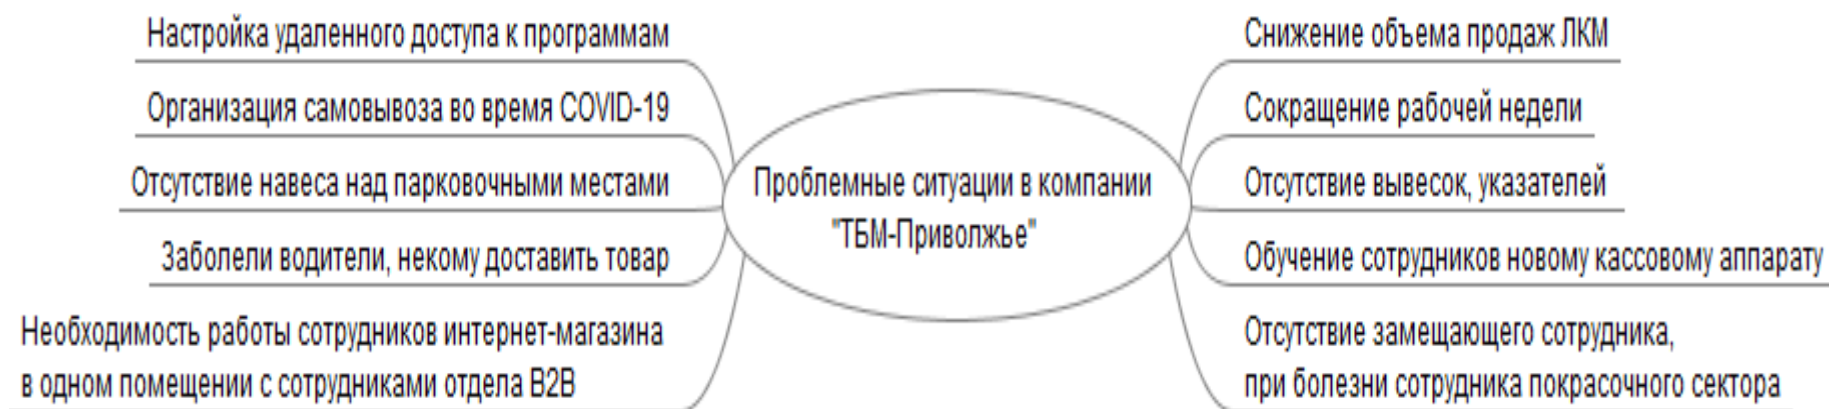 Настройка удаленного доступа к программам
Организация самовывоза во время COVID-19
Отсутствие навеса над парковочными местами
Заболели водители, некому доставить товар
Необходимость работы сотрудников интернет-магазина
в одном помещении с сотрудниками отдела B2B
Проблемные ситуации в компании
"ТБМ-Приволжье"
Снижение объема продаж ЛКМ
Сокращение рабочей недели
Отсутствие вывесок, указателей
Обучение сотрудников новому кассовому аппарату
Отсутствие замещающего сотрудника,
при болезни сотрудника покрасочного сектора